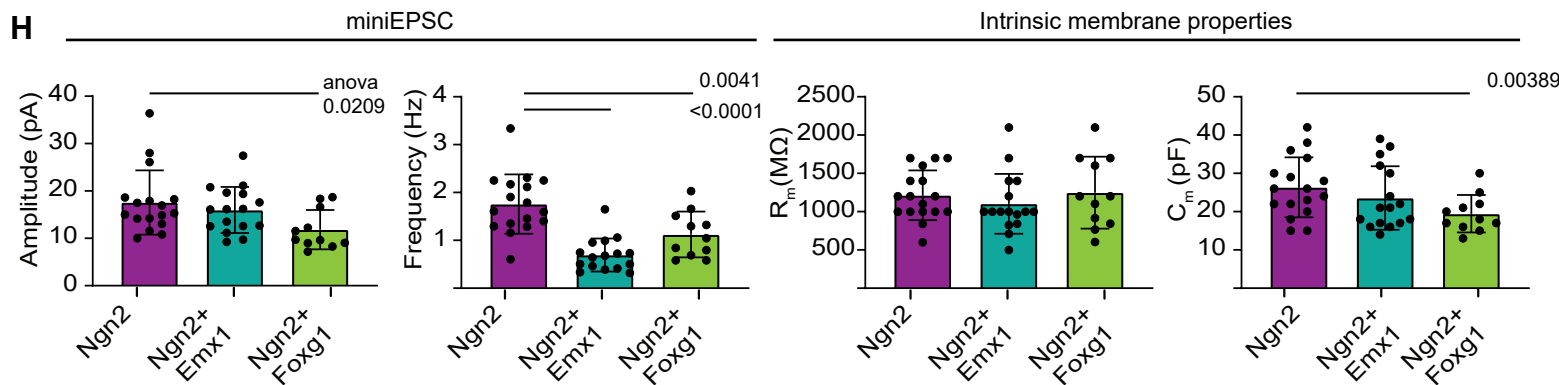 H
miniEPSC
Intrinsic membrane properties
Amplitude (pA)
40
30
20
10
0
anova
0.0209
Ngn2
Ngn2+
Emx1
Ngn2+
Foxg1
Frequency (Hz)
4
3
2
1
0.0041
<0.0001
Ngn2
Ngn2+
Emx1
Ngn2+
Foxg1
Rm (MΩ)
2500
2000
1500
1000
500
Ngn2
Ngn2+
Emx1
Ngn2+
Foxg1
Cm (pF)
50
40
30
20
10
0.00389
Ngn2
Ngn2+
Emx1
Ngn2+
Foxg1